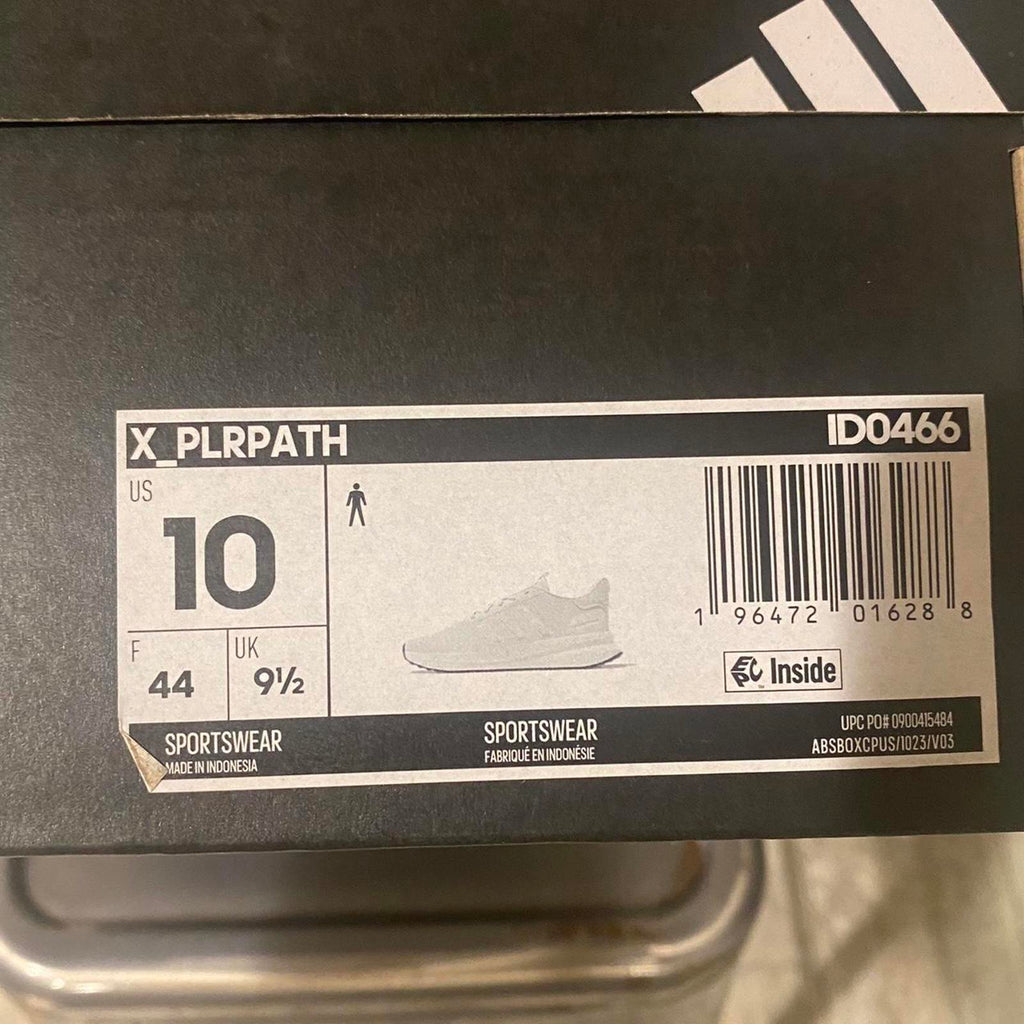 X_PLRPATH
ID0466
US
10
F
44
UK
9½
1 96472 01628 8
EPC Inside
SPORTSWEAR
MADE IN INDONESIA
SPORTSWEAR
FABRIQUÉ EN INDONÉSIE
UPC PO# 0900415484
ABSBOXCPUS/1023/V03